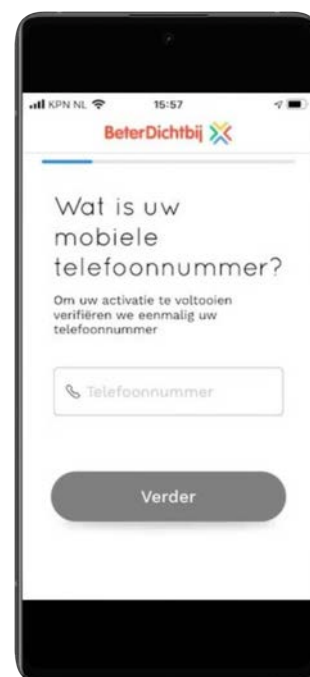 KPN NL 15:57
BeterDichtbij
Wat is uw
mobiele
telefoonnummer?
Om uw activatie te voltooien
verifiëren we eenmalig uw
telefoonnummer
Telefoonnummer
Verder